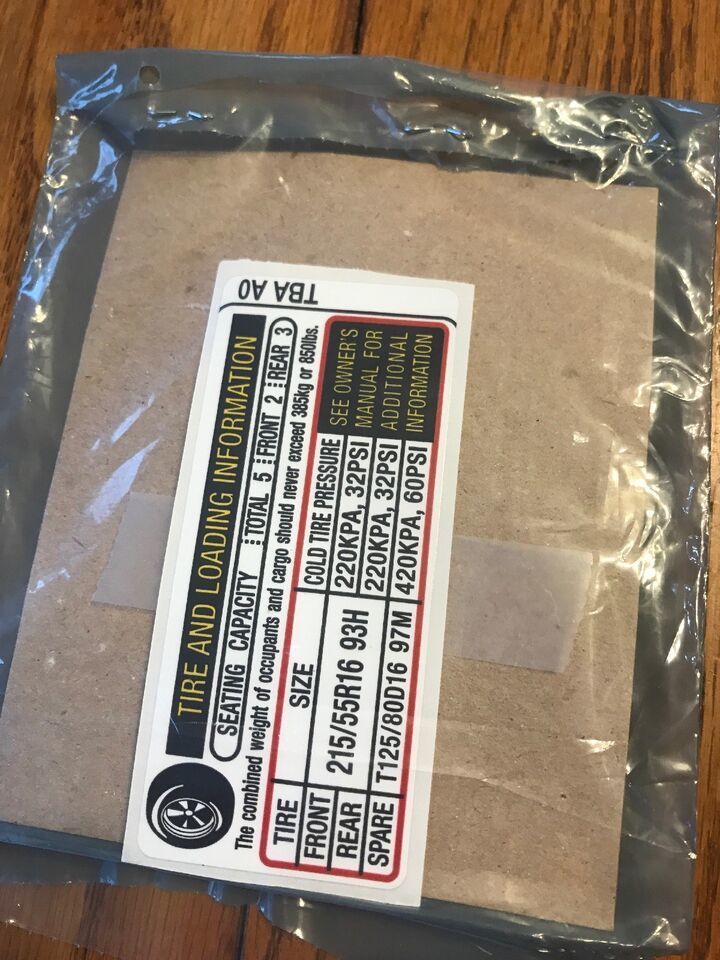 TBA A0
TIRE AND LOADING INFORMATION
SEATING CAPACITY TOTAL 5 FRONT 2 REAR 3
The combined weight of occupants and cargo should never exceed 385kg or 850lbs.
TIRE SIZE COLD TIRE PRESSURE
FRONT 215/55R16 93H 220KPA, 32PSI
REAR 220KPA, 32PSI
SPARE T125/80D16 97M 420KPA, 60PSI
SEE OWNER'S
MANUAL FOR
ADDITIONAL
INFORMATION